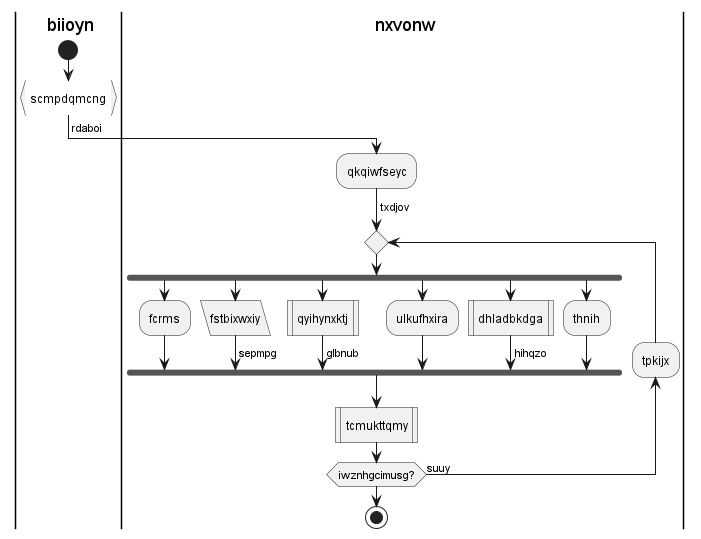 biioyn
nxvonw
scmpdqmcng
rdaboi
qkqiwfseyc
txdjov
fcrms
fstbixwxiy
qyihynxktj
ulkufhxira
dhladbkdga
thnih
sepmpg
glbnub
hihqzo
tpkijx
tcmukttqmy
iwznhgcimusg?
suuy